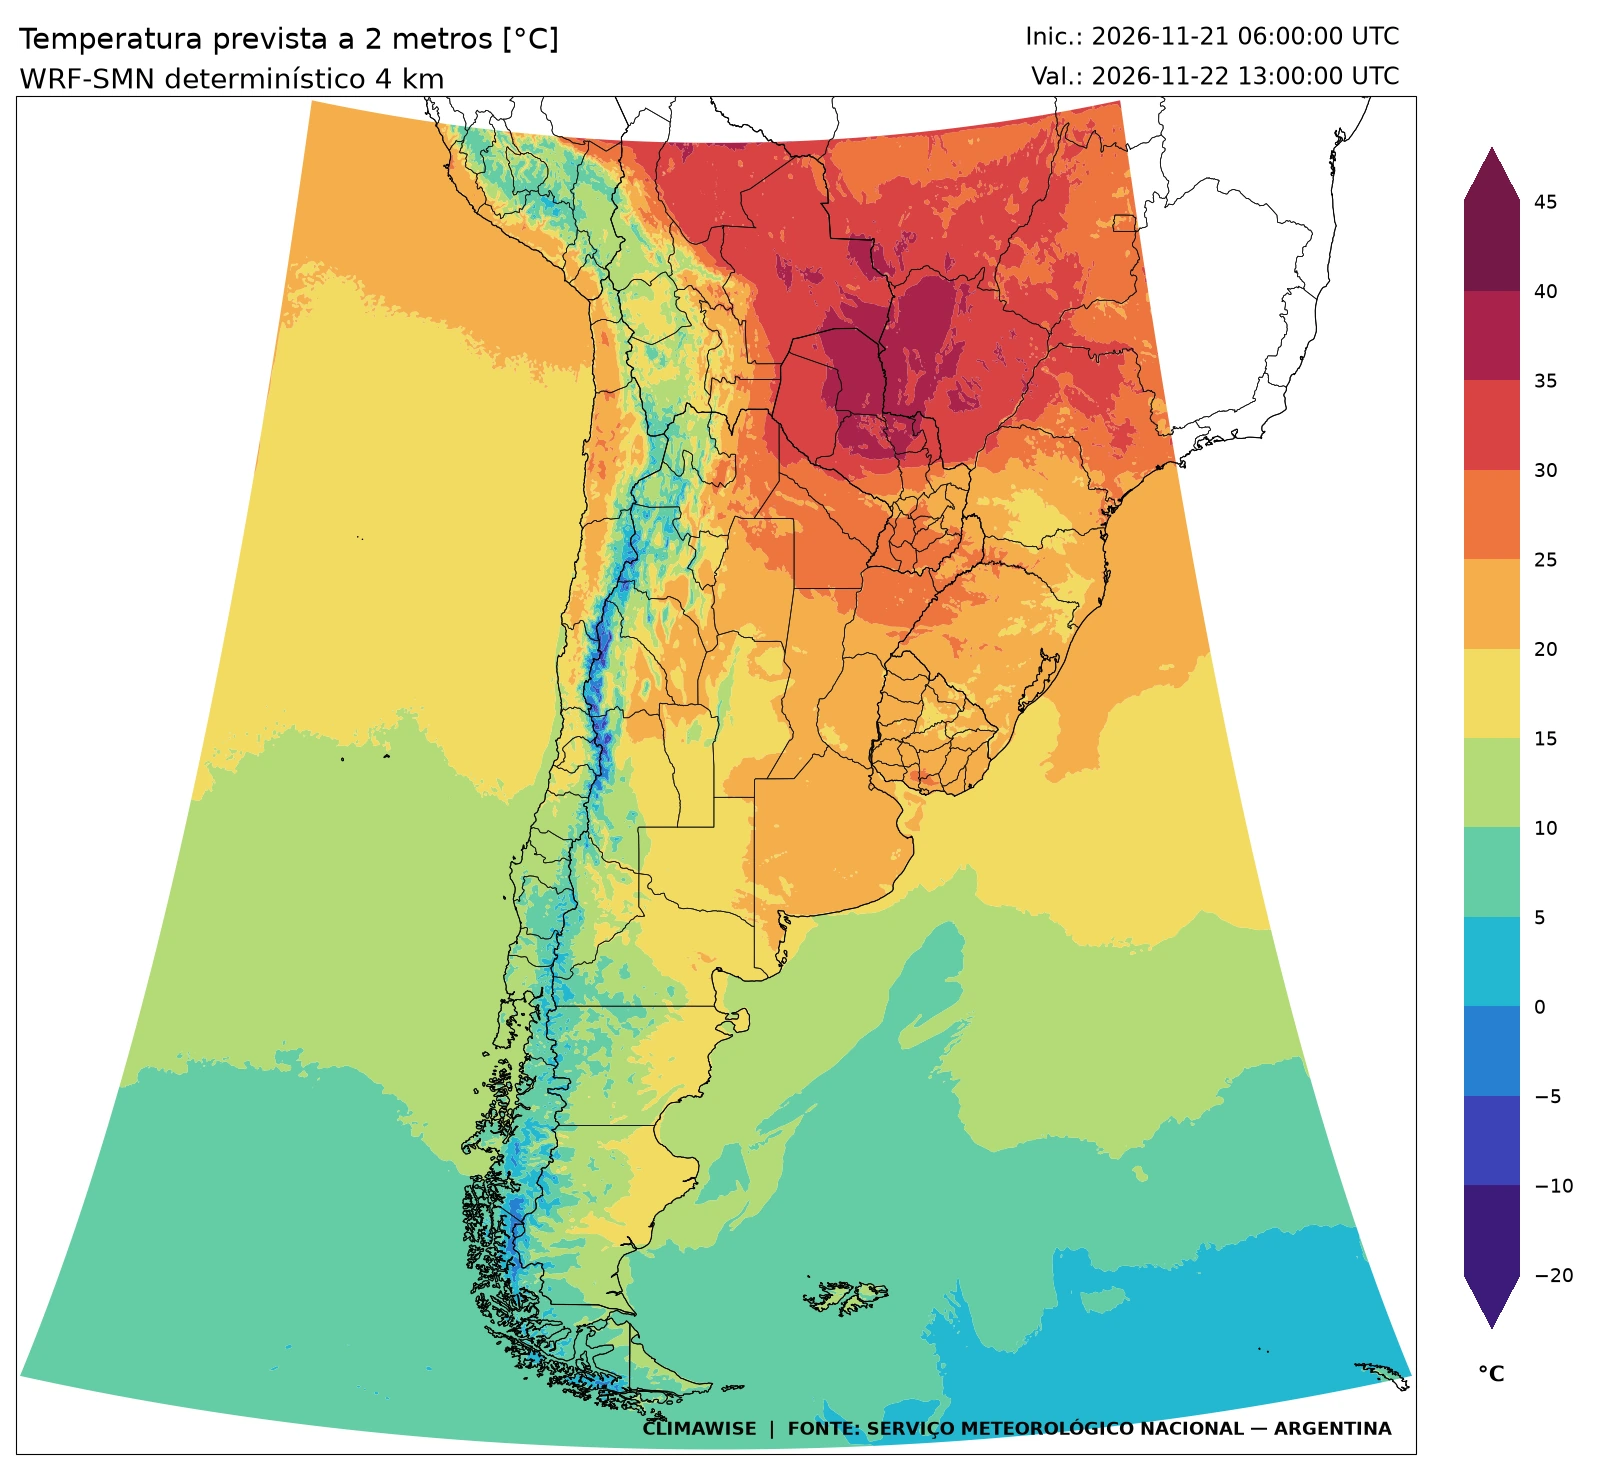 Temperatura prevista a 2 metros [°C]
WRF-SMN determinístico 4 km
Inic.: 2026-11-21 06:00:00 UTC
Val.: 2026-11-22 13:00:00 UTC
45
40
35
30
25
20
15
10
5
0
−5
−10
−20
°C
CLIMAWISE | FONTE: SERVIÇO METEOROLÓGICO NACIONAL — ARGENTINA